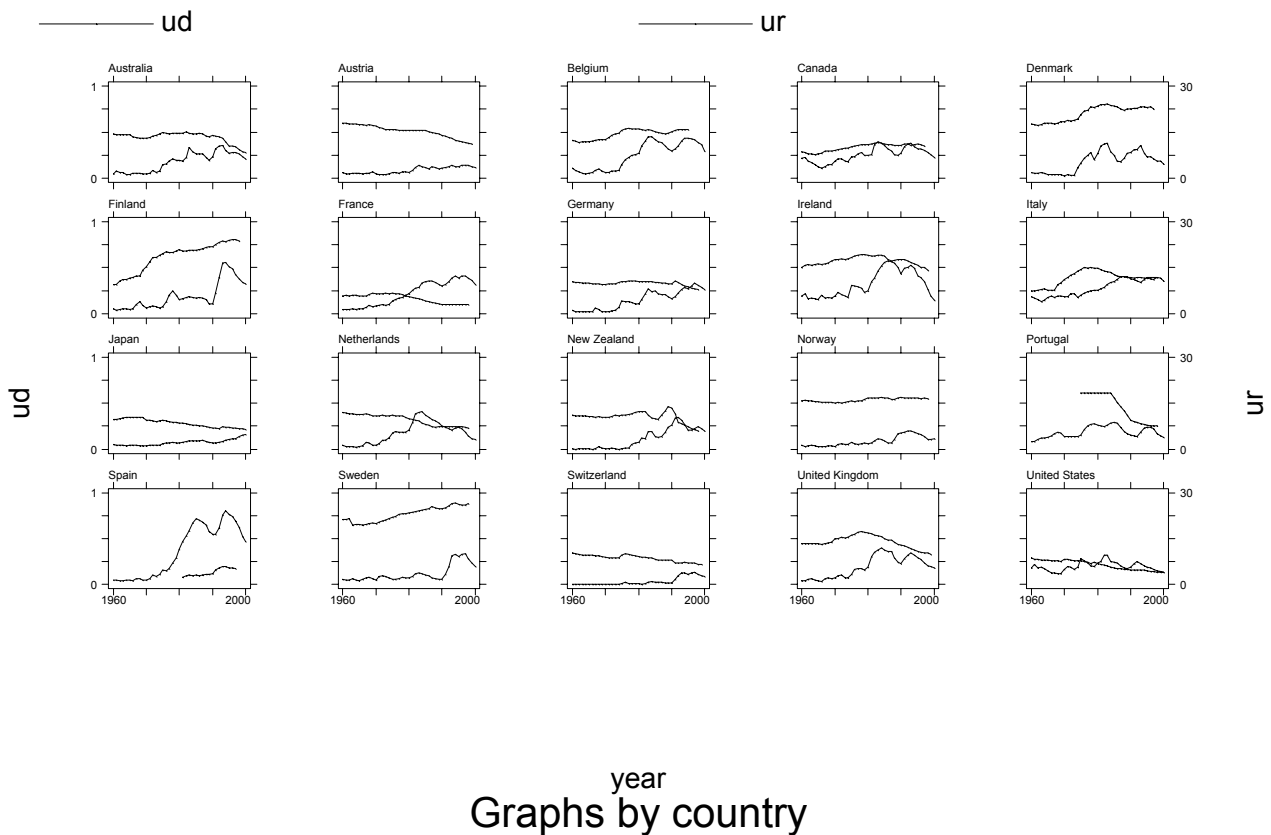 ud ur
Australia Austria Belgium Canada Denmark
1 30
0 0
Finland France Germany Ireland Italy
1 30
0 0
Japan Netherlands New Zealand Norway Portugal
1 30
ud ur
0 0
Spain Sweden Switzerland United Kingdom United States
1 30
0 0
1960 2000 1960 2000 1960 2000 1960 2000 1960 2000
year
Graphs by country